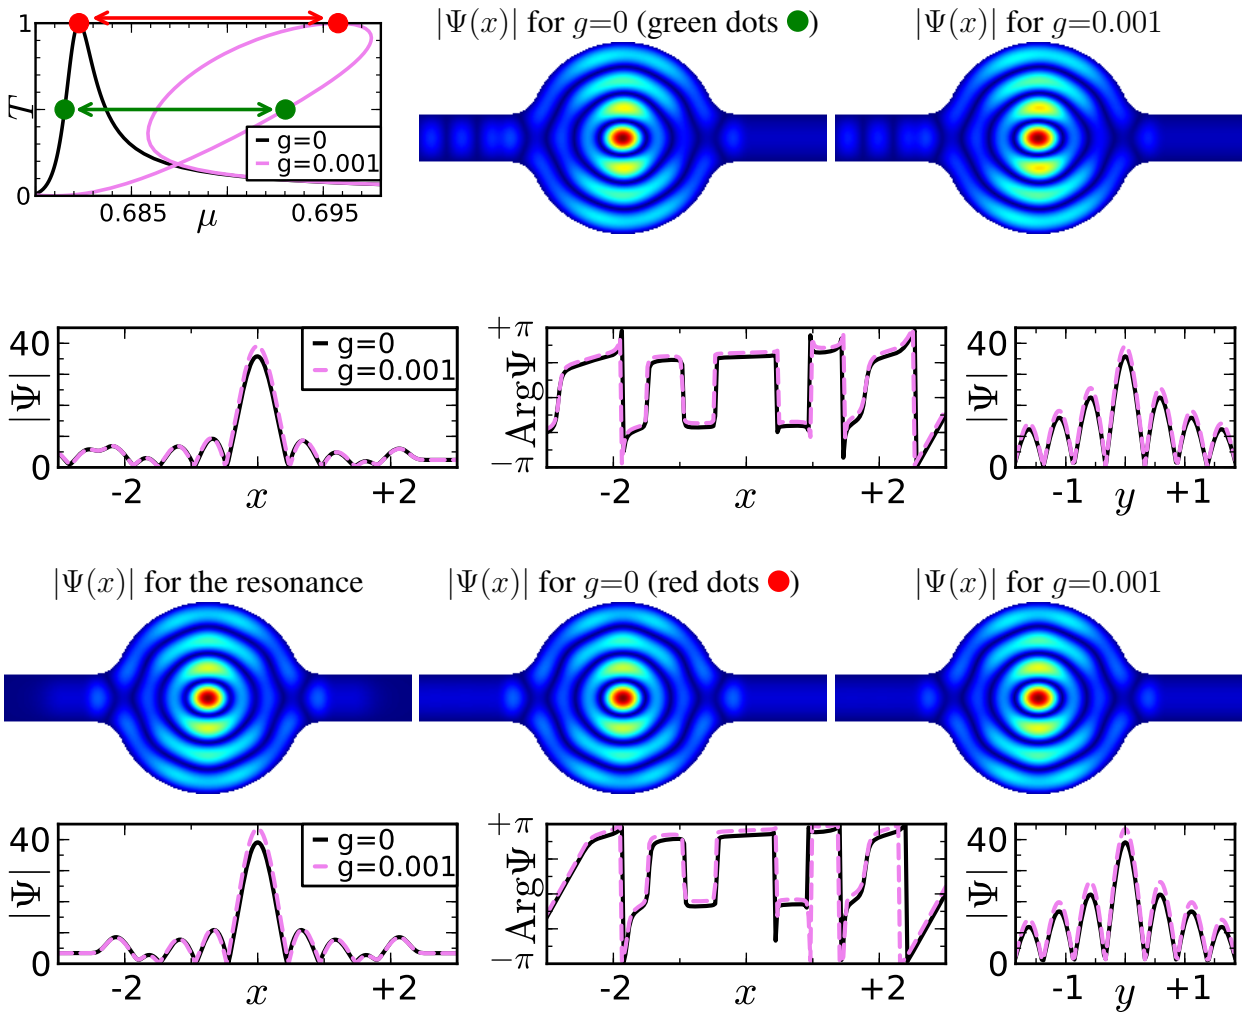 |Ψ(x)| for g=0 (green dots ●)
|Ψ(x)| for g=0.001
1
T
0
g=0
g=0.001
0.685
0.695
μ
40
|Ψ|
0
g=0
g=0.001
-2
x
+2
+π
ArgΨ
−π
-2
x
+2
40
|Ψ|
0
-1
y
+1
|Ψ(x)| for the resonance
|Ψ(x)| for g=0 (red dots ●)
|Ψ(x)| for g=0.001
40
|Ψ|
0
g=0
g=0.001
-2
x
+2
+π
ArgΨ
−π
-2
x
+2
40
|Ψ|
0
-1
y
+1